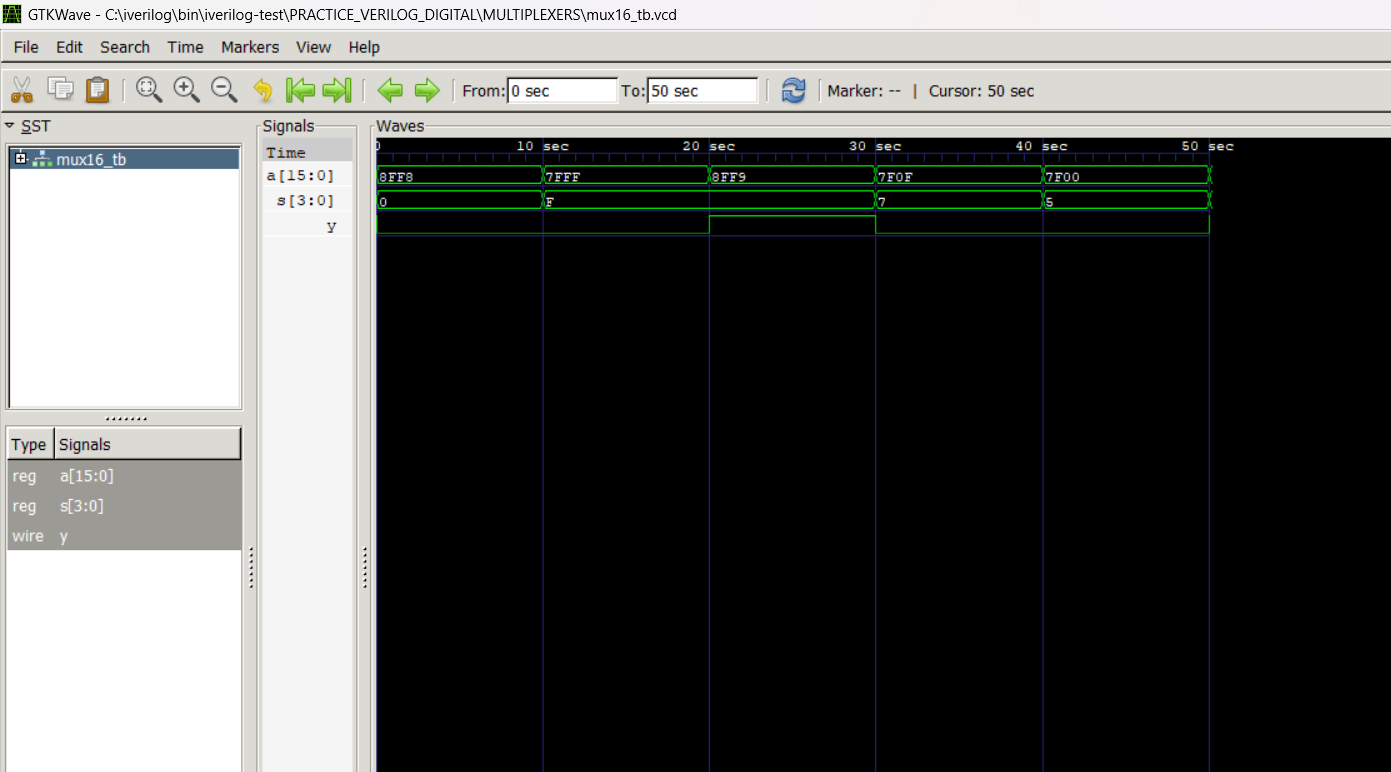 GTKWave - C:\iverilog\bin\iverilog-test\PRACTICE_VERILOG_DIGITAL\MULTIPLEXERS\mux16_tb.vcd
File Edit Search Time Markers View Help
From: 0 sec To: 50 sec Marker: -- | Cursor: 50 sec
SST
mux16_tb
Type Signals
reg a[15:0]
reg s[3:0]
wire y
Signals
Time
a[15:0]
s[3:0]
y
Waves
0 10 sec 20 sec 30 sec 40 sec 50 sec
8FF8 7FFF 8FF9 7F0F 7F00
0 F 7 5